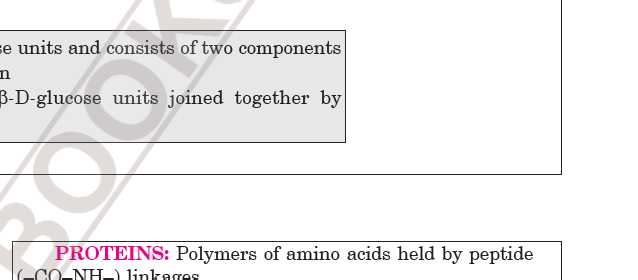 se units and consists of two components
n
β-D-glucose units joined together by
PROTEINS: Polymers of amino acids held by peptide
(–CO–NH–) linkages